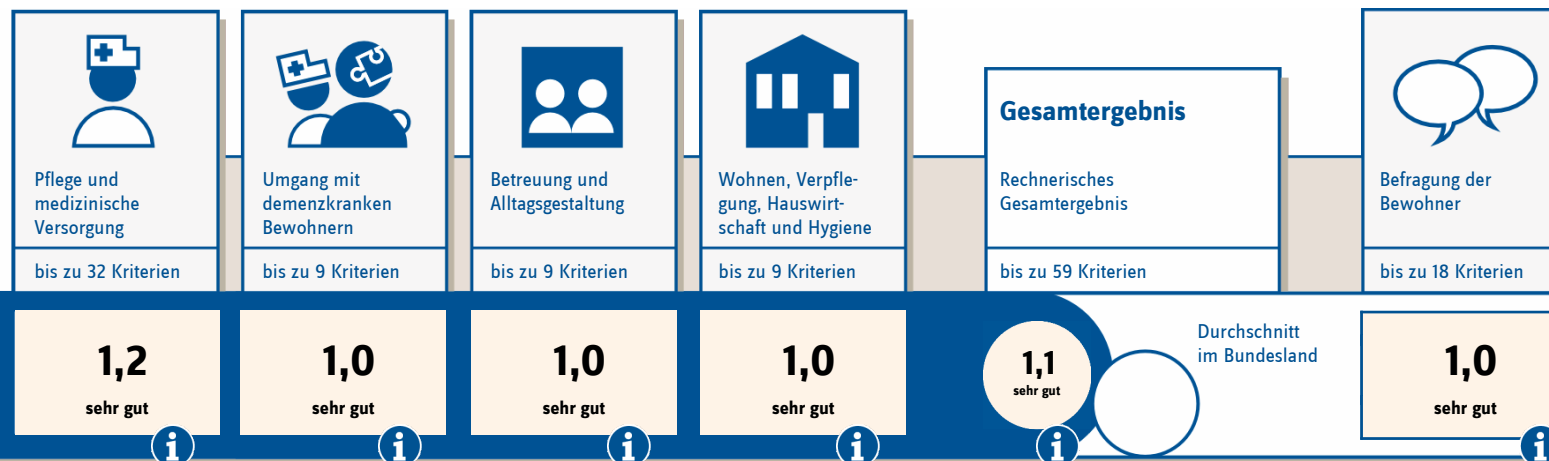 Pflege und
medizinische
Versorgung
bis zu 32 Kriterien
1,2
sehr gut
Umgang mit
demenzkranken
Bewohnern
bis zu 9 Kriterien
1,0
sehr gut
Betreuung und
Alltagsgestaltung
bis zu 9 Kriterien
1,0
sehr gut
Wohnen, Verpfle-
gung, Hauswirt-
schaft und Hygiene
bis zu 9 Kriterien
1,0
sehr gut
Gesamtergebnis
Rechnerisches
Gesamtergebnis
bis zu 59 Kriterien
1,1
sehr gut
Durchschnitt
im Bundesland
Befragung der
Bewohner
bis zu 18 Kriterien
1,0
sehr gut
i
i
i
i
i
i